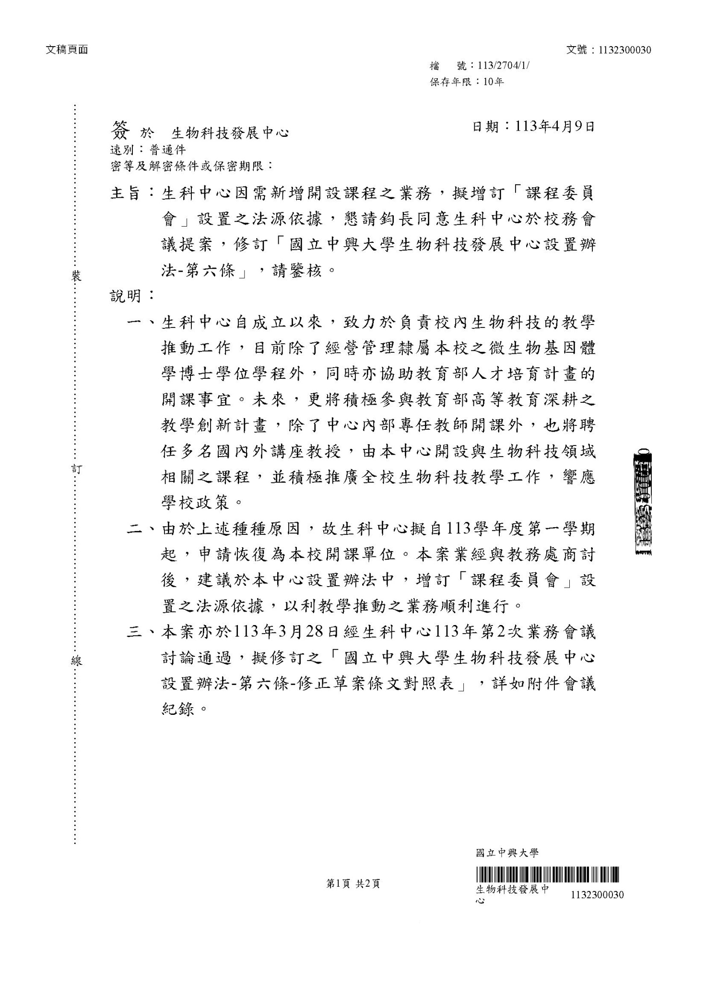 文稿頁面
文號：1132300030
檔　號：113/2704/1/
保存年限：10年
簽 於　生物科技發展中心
日期：113年4月9日
速別：普通件
密等及解密條件或保密期限：
主旨：生科中心因需新增開設課程之業務，擬增訂「課程委員
會」設置之法源依據，懇請鈞長同意生科中心於校務會
議提案，修訂「國立中興大學生物科技發展中心設置辦
法-第六條」，請鑒核。
說明：
一、生科中心自成立以來，致力於負責校內生物科技的教學
推動工作，目前除了經營管理隸屬本校之微生物基因體
學博士學位學程外，同時亦協助教育部人才培育計畫的
開課事宜。未來，更將積極參與教育部高等教育深耕之
教學創新計畫，除了中心內部專任教師開課外，也將聘
任多名國內外講座教授，由本中心開設與生物科技領域
相關之課程，並積極推廣全校生物科技教學工作，響應
學校政策。
二、由於上述種種原因，故生科中心擬自113學年度第一學期
起，申請恢復為本校開課單位。本案業經與教務處商討
後，建議於本中心設置辦法中，增訂「課程委員會」設
置之法源依據，以利教學推動之業務順利進行。
三、本案亦於113年3月28日經生科中心113年第2次業務會議
討論通過，擬修訂之「國立中興大學生物科技發展中心
設置辦法-第六條-修正草案條文對照表」，詳如附件會議
紀錄。
裝
訂
線
國立中興大學
第1頁 共2頁
生物科技發展中
心
1132300030